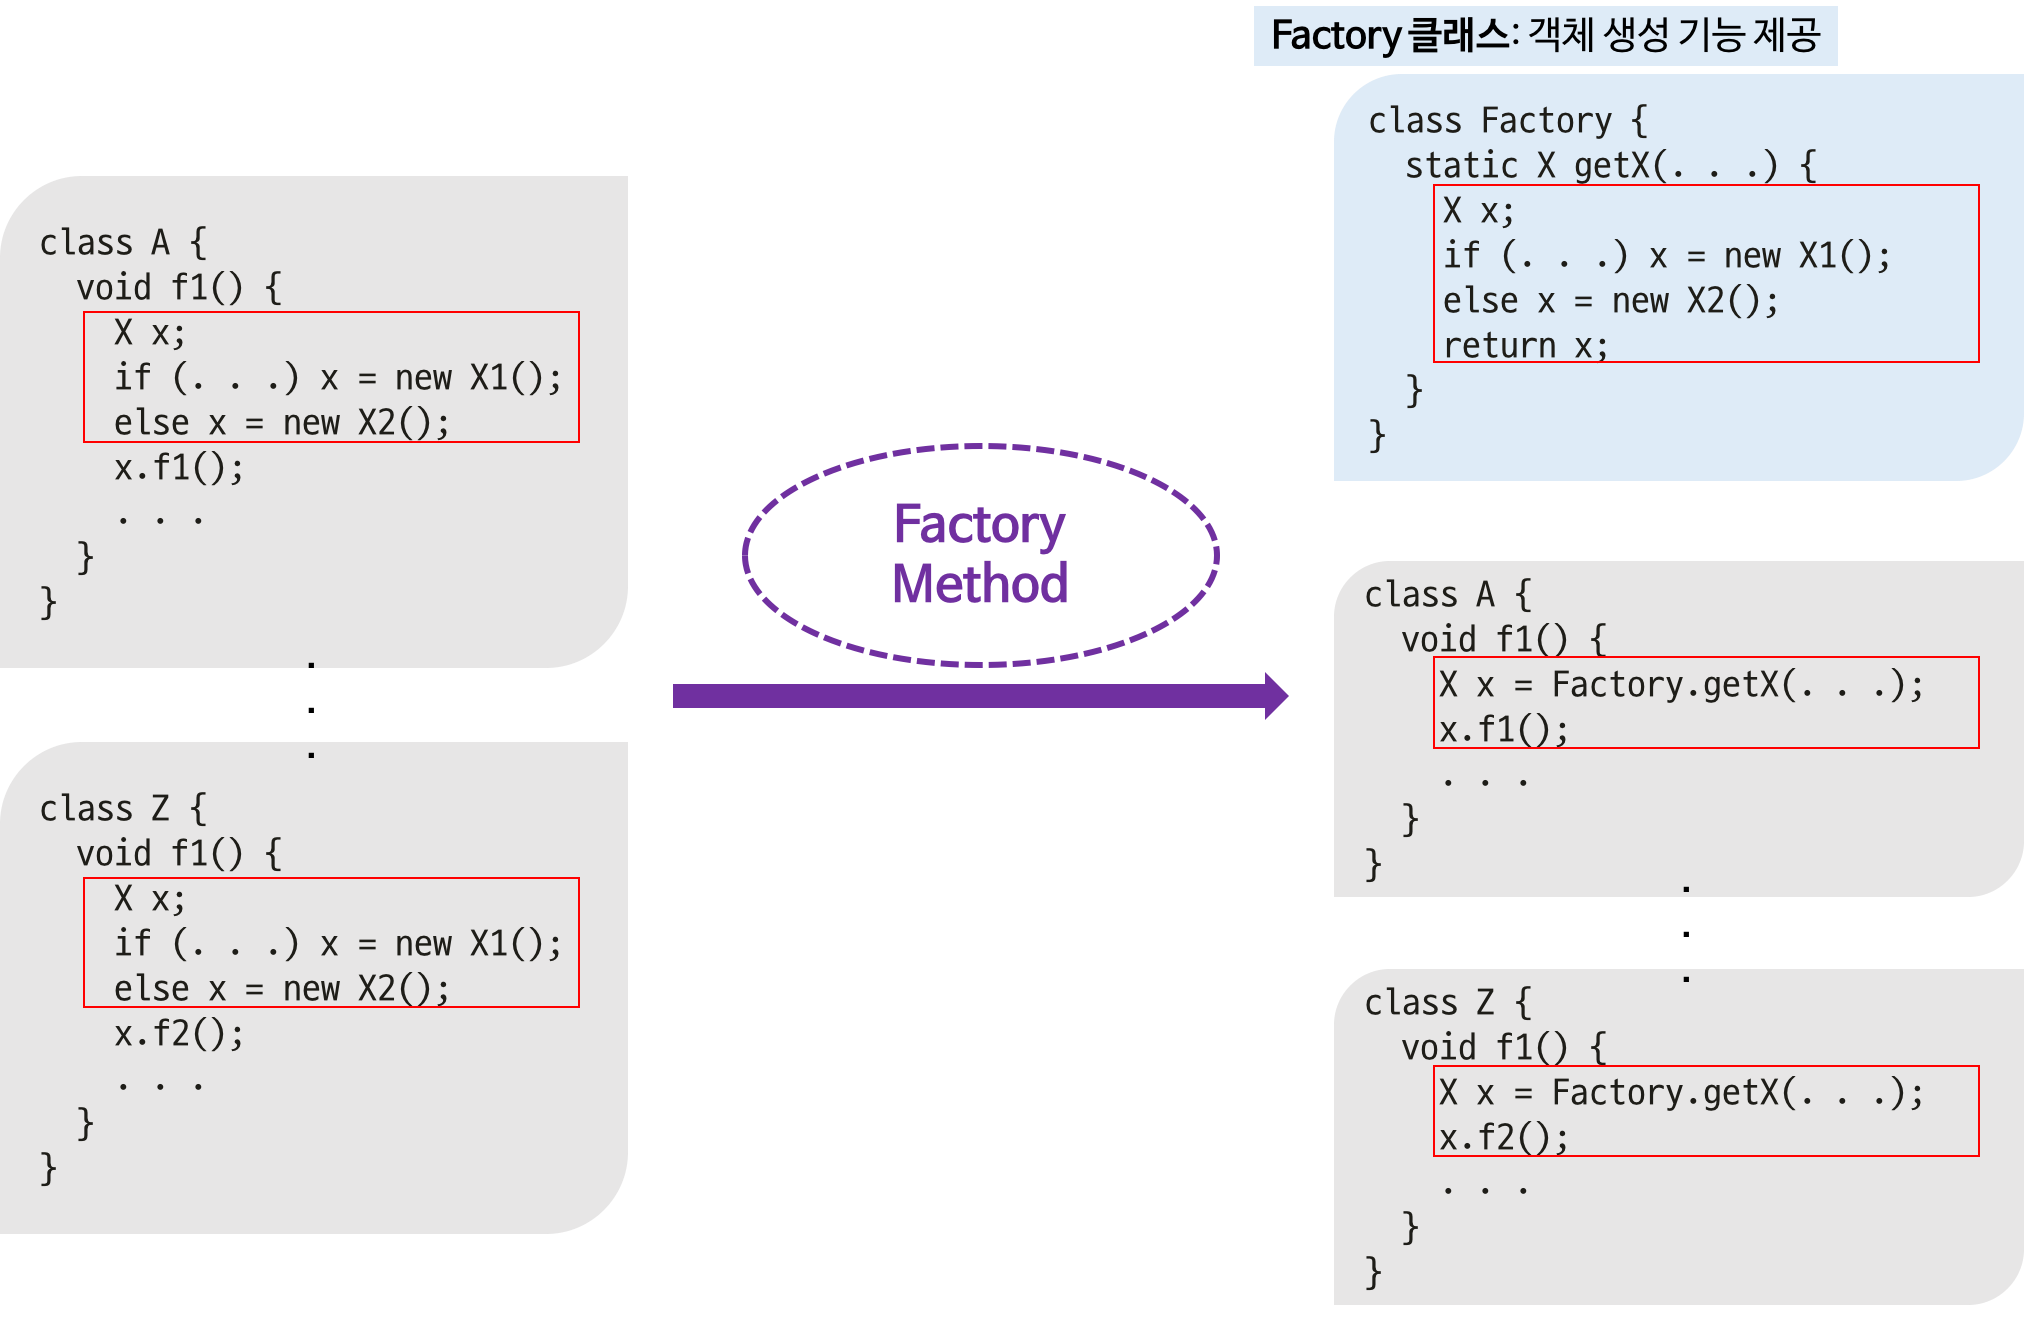 class A {
  void f1() {
    X x;
    if (. . .) x = new X1();
    else x = new X2();
    x.f1();
    . . .
  }
}
.
.
.
class Z {
  void f1() {
    X x;
    if (. . .) x = new X1();
    else x = new X2();
    x.f2();
    . . .
  }
}
Factory
Method
Factory 클래스: 객체 생성 기능 제공
class Factory {
  static X getX(. . .) {
    X x;
    if (. . .) x = new X1();
    else x = new X2();
    return x;
  }
}
class A {
  void f1() {
    X x = Factory.getX(. . .);
    x.f1();
    . . .
  }
}
.
.
.
class Z {
  void f1() {
    X x = Factory.getX(. . .);
    x.f2();
    . . .
  }
}